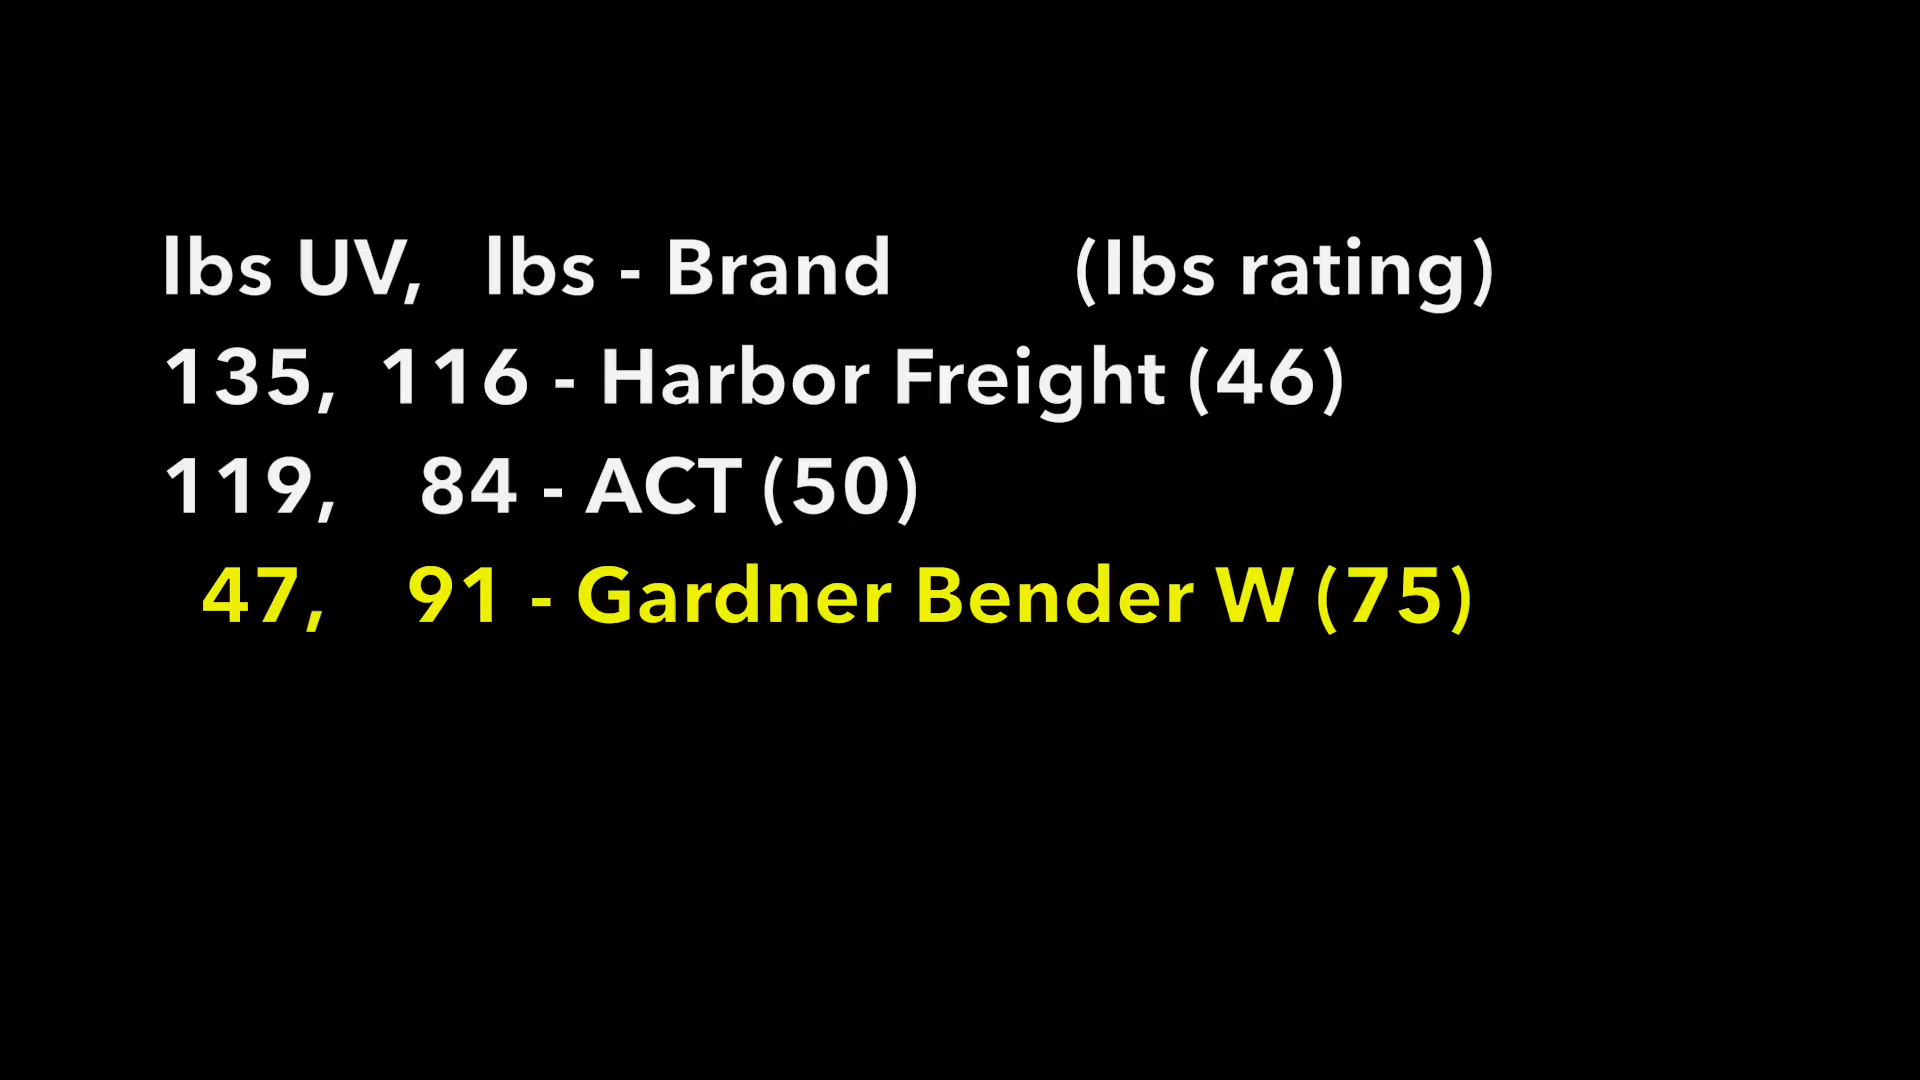 lbs UV, lbs - Brand (Ibs rating)
135, 116 - Harbor Freight (46)
119, 84 - ACT (50)
47, 91 - Gardner Bender W (75)